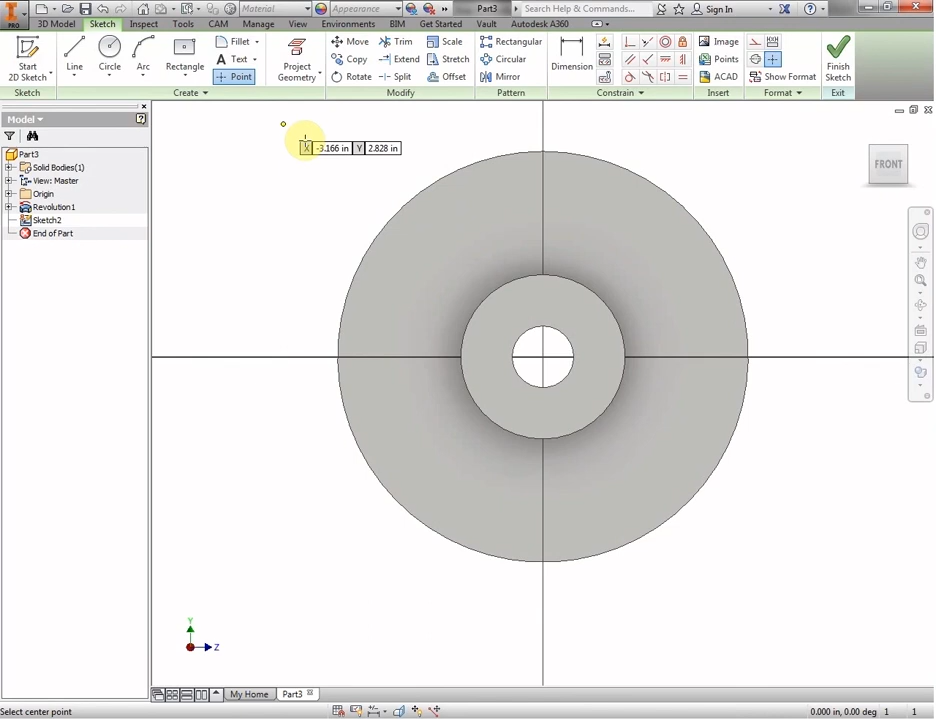 Material
Appearance
Part3
Search Help & Commands...
Sign In
PRO
3D Model
Sketch
Inspect
Tools
CAM
Manage
View
Environments
BIM
Get Started
Vault
Autodesk A360
Start
2D Sketch
Line
Circle
Arc
Rectangle
Fillet
Text
Point
Project
Geometry
Move
Copy
Rotate
Trim
Extend
Split
Scale
Stretch
Offset
Rectangular
Circular
Mirror
Dimension
Image
Points
ACAD
Show Format
Finish
Sketch
Sketch
Create
Modify
Pattern
Constrain
Insert
Format
Exit
Model
Part3
Solid Bodies(1)
View: Master
Origin
Revolution1
Sketch2
End of Part
X -3.166 in Y 2.828 in
FRONT
Y
Z
My Home
Part3
Select center point
0.000 in, 0.00 deg 1 1